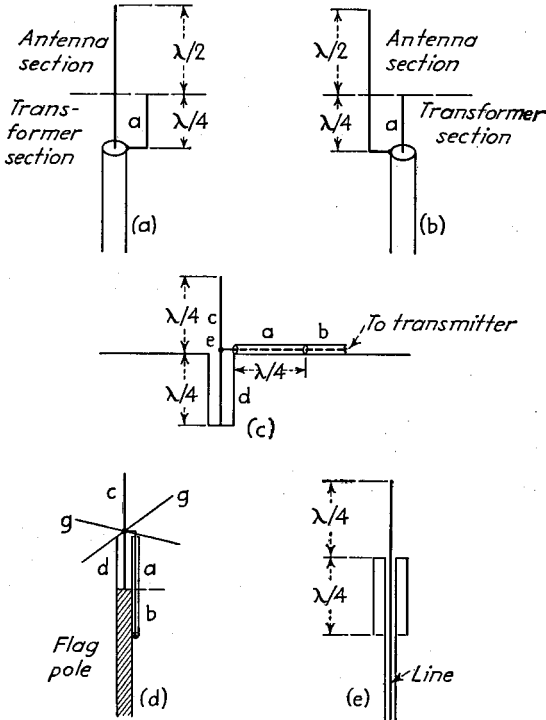 Antenna section
λ/2
Trans-
former
section
a
λ/4
(a)
λ/2
Antenna section
λ/4
a
Transformer section
(b)
λ/4
c
e
a
b
To transmitter
λ/4
λ/4
d
(c)
c
g
g
d
a
b
Flag pole
(d)
λ/4
λ/4
Line
(e)